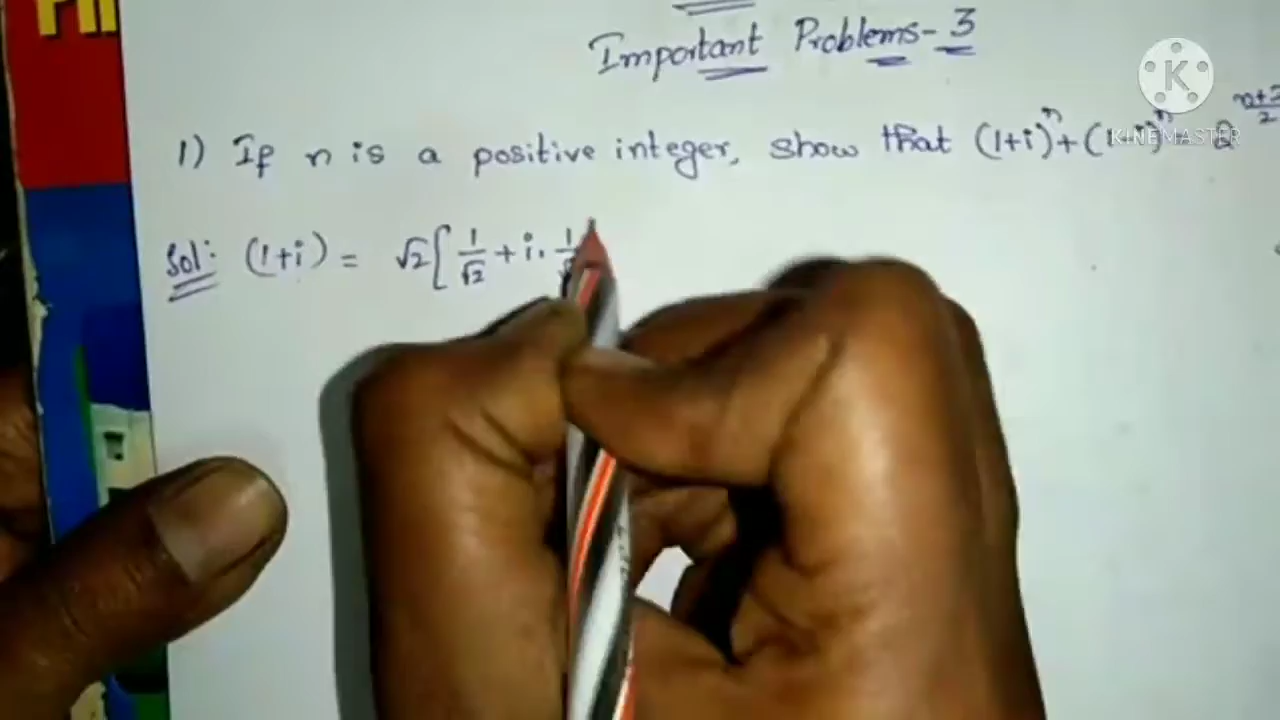 Important Problems - 3
1) If n is a positive integer, show that (1+i)ⁿ + (1-i)ⁿ = 2^(n+2)/2
Sol: (1+i) = √2[1/√2 + i. 1/
K
KINEMASTER